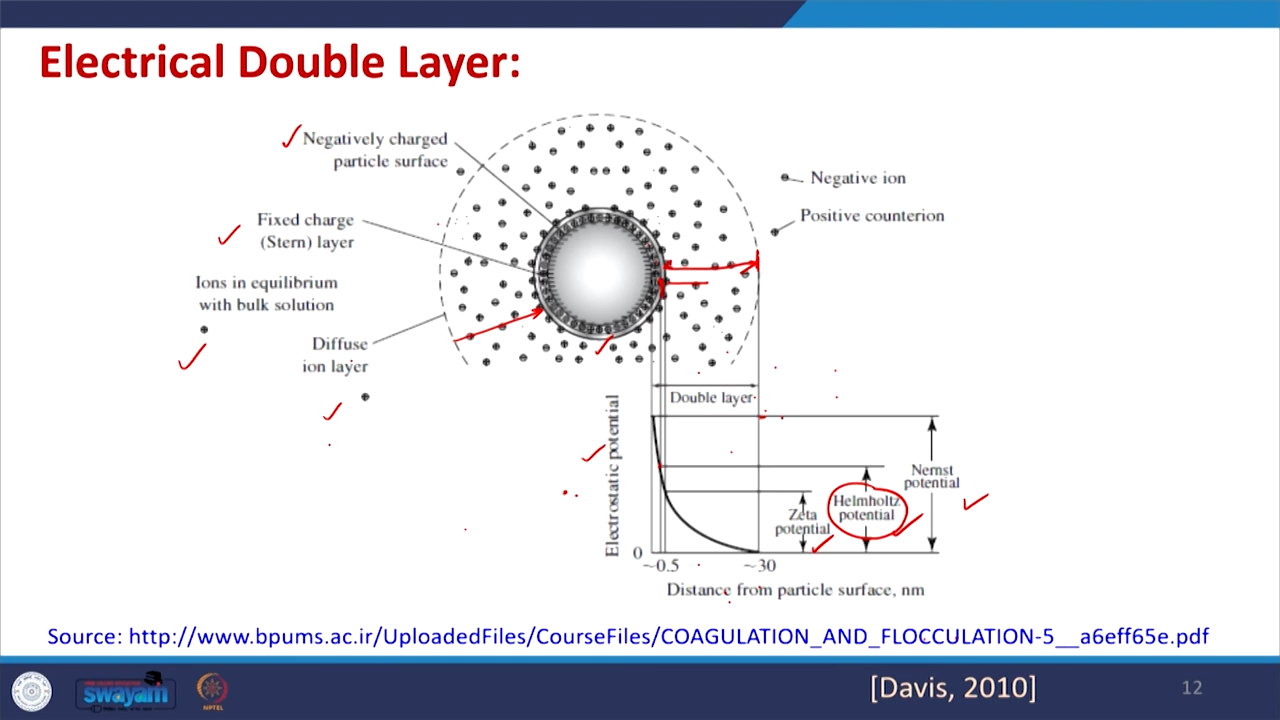 Electrical Double Layer:
Negatively charged
particle surface
Fixed charge
(Stern) layer
Ions in equilibrium
with bulk solution
Diffuse
ion layer
Negative ion
Positive counterion
Double layer
Electrostatic potential
Nernst
potential
Helmholtz
potential
Zeta
potential
0
~0.5
~30
Distance from particle surface, nm
Source: http://www.bpums.ac.ir/UploadedFiles/CourseFiles/COAGULATION_AND_FLOCCULATION-5__a6eff65e.pdf
swayam
NPTEL
[Davis, 2010]
12